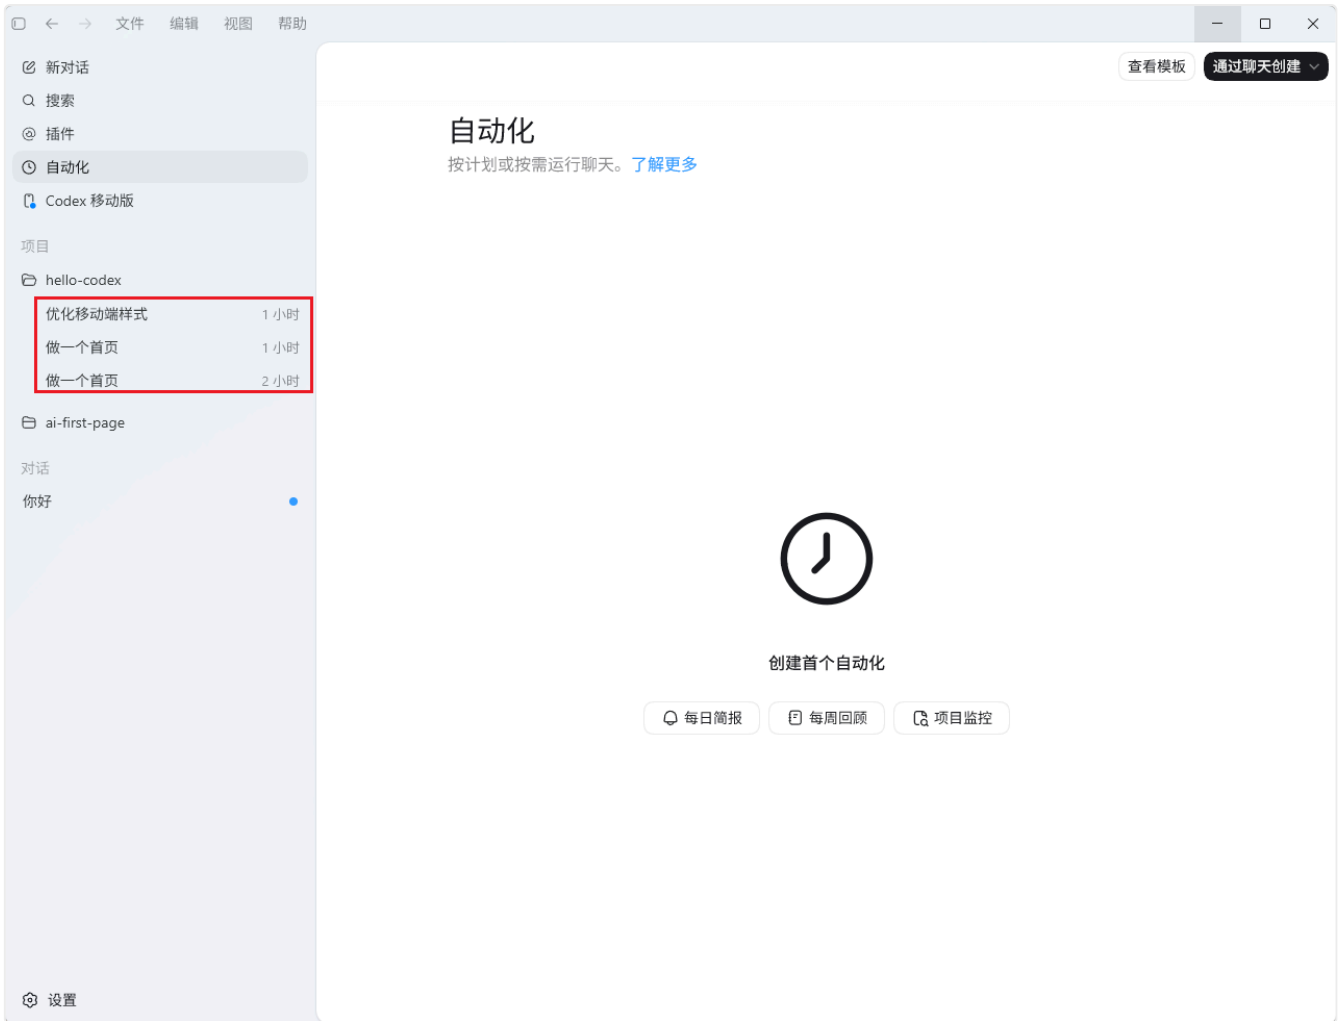 文件 编辑 视图 帮助
新对话
搜索
插件
自动化
Codex 移动版
项目
hello-codex
优化移动端样式 1 小时
做一个首页 1 小时
做一个首页 2 小时
ai-first-page
对话
你好
设置
查看模板 通过聊天创建
自动化
按计划或按需运行聊天。了解更多
创建首个自动化
每日简报 每周回顾 项目监控